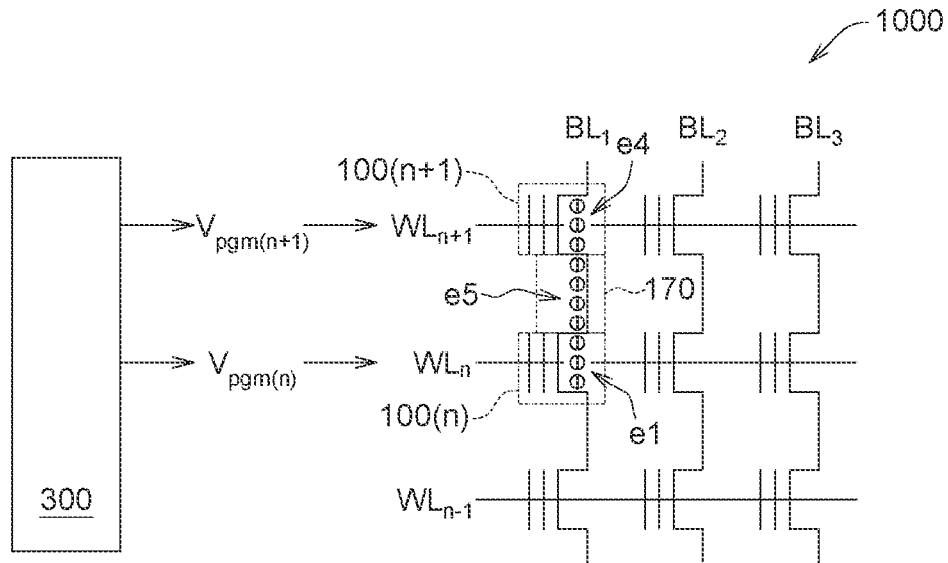 1000
BL1 BL2 BL3
e4
100(n+1)
Vpgm(n+1) WLn+1
170
e5
Vpgm(n) WLn
100(n)
e1
300
WLn-1